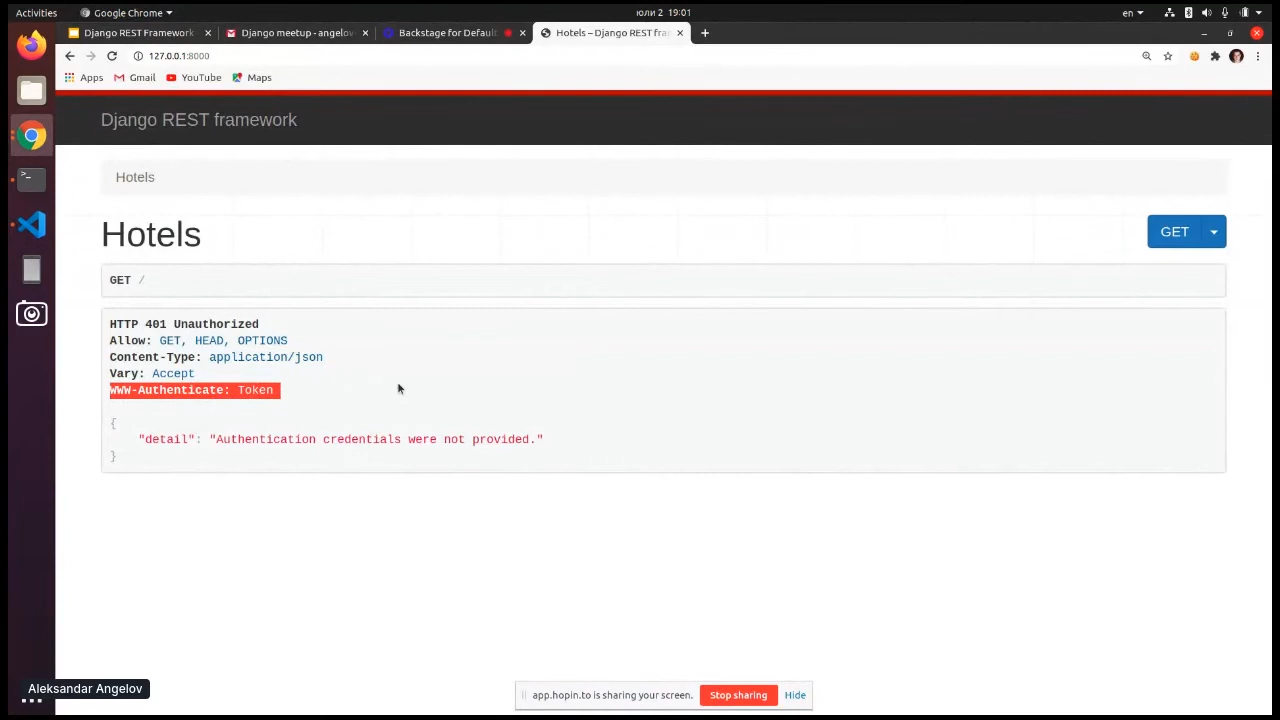 Activities
Google Chrome
юли 2 19:01
en
Django REST Framework
Django meetup - angelov
Backstage for Default
Hotels – Django REST fra
127.0.0.1:8000
Apps
Gmail
YouTube
Maps
Django REST framework
Hotels
Hotels
GET
GET /
HTTP 401 Unauthorized
Allow: GET, HEAD, OPTIONS
Content-Type: application/json
Vary: Accept
WWW-Authenticate: Token
{
"detail": "Authentication credentials were not provided."
}
Aleksandar Angelov
app.hopin.to is sharing your screen.
Stop sharing
Hide